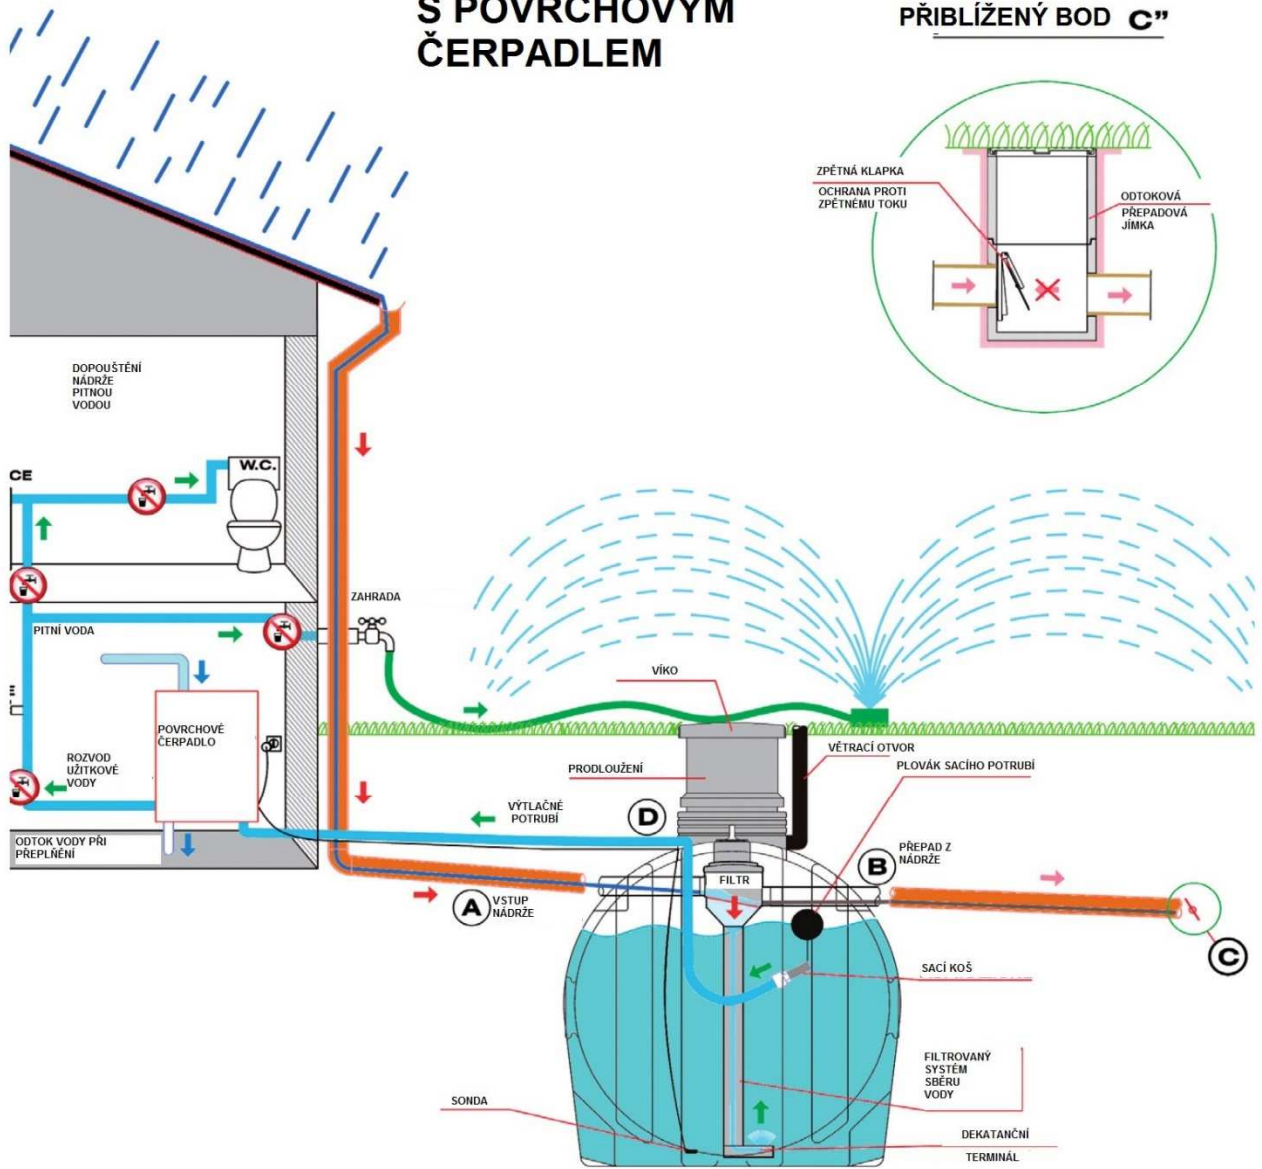 S POVRCHOVÝM
ČERPADLEM
PŘIBLÍŽENÝ BOD C”
ZPĚTNÁ KLAPKA
OCHRANA PROTI
ZPĚTNÉMU TOKU
ODTOKOVÁ
PŘEPADOVÁ
JÍMKA
DOPOUŠTĚNÍ
NÁDRŽE
PITNOU
VODOU
CE
W.C.
ZAHRADA
PITNÍ VODA
POVRCHOVÉ
ČERPADLO
ROZVOD
UŽITKOVÉ
VODY
ODTOK VODY PŘI
PŘEPLŇĚNÍ
VÍKO
VĚTRACÍ OTVOR
PLOVÁK SACÍHO POTRUBÍ
PRODLOUŽENÍ
VÝTLAČNÉ
POTRUBÍ
D
PŘEPAD Z
NÁDRŽE
B
FILTR
A
VSTUP
NÁDRŽE
C
SACÍ KOŠ
FILTROVANÝ
SYSTÉM
SBĚRU
VODY
SONDA
DEKATANČNÍ
TERMINÁL